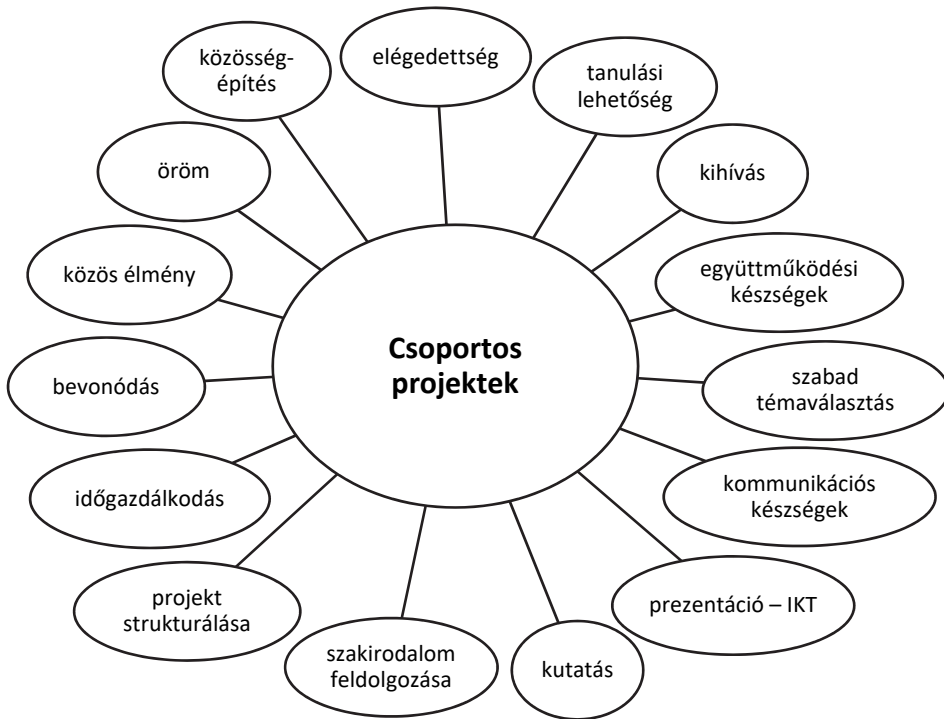 elégedettség
tanulási
lehetőség
kihívás
együttműködési
készségek
szabad
témaválasztás
kommunikációs
készségek
prezentáció – IKT
kutatás
szakirodalom
feldolgozása
projekt
strukturálása
időgazdálkodás
bevonódás
közös élmény
öröm
közösség-
építés
Csoportos
projektek